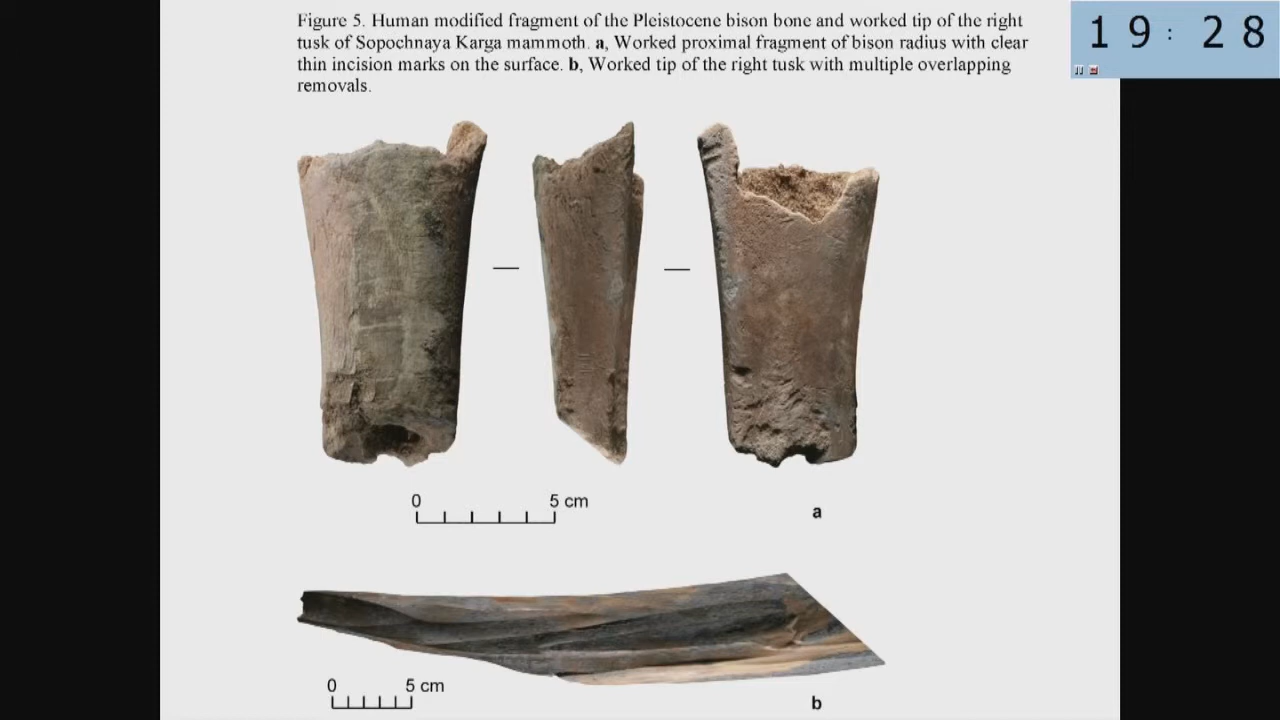 Figure 5. Human modified fragment of the Pleistocene bison bone and worked tip of the right
tusk of Sopochnaya Karga mammoth. a, Worked proximal fragment of bison radius with clear
thin incision marks on the surface. b, Worked tip of the right tusk with multiple overlapping
removals.
19:28
0 5 cm
a
0 5 cm
b